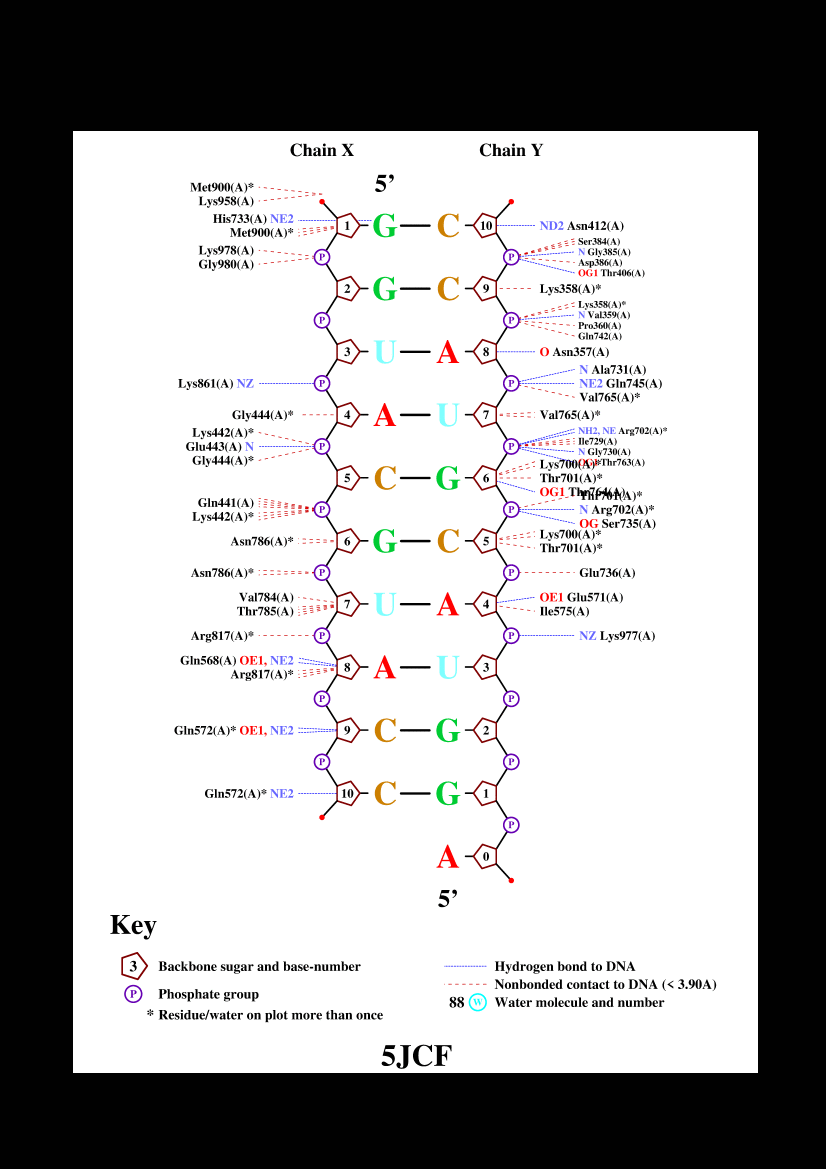 Chain X
Chain Y
5’
Met900(A)*
Lys958(A)
His733(A) NE2
Met900(A)*
1 G C 10
ND2 Asn412(A)
Lys978(A)
Gly980(A)
P
P
Ser384(A)
N Gly385(A)
Asp386(A)
OG1 Thr406(A)
2 G C 9
Lys358(A)*
P
P
Lys358(A)*
N Val359(A)
Pro360(A)
Gln742(A)
3 U A 8
O Asn357(A)
Lys861(A) NZ
P
P
N Ala731(A)
NE2 Gln745(A)
Val765(A)*
Gly444(A)*
4 A U 7
Val765(A)*
Lys442(A)*
Glu443(A) N
Gly444(A)*
P
P
NH2, NE Arg702(A)*
Ile729(A)
N Gly730(A)
OG1 Thr763(A)
5 C G 6
Lys700(A)*
Thr701(A)*
OG1 Thr764(A)
Gln441(A)
Lys442(A)*
P
P
Thr701(A)*
N Arg702(A)*
OG Ser735(A)
Asn786(A)*
6 G C 5
Lys700(A)*
Thr701(A)*
Asn786(A)*
P
P
Glu736(A)
Val784(A)
Thr785(A)
7 U A 4
OE1 Glu571(A)
Ile575(A)
Arg817(A)*
P
P
NZ Lys977(A)
Gln568(A) OE1, NE2
Arg817(A)*
8 A U 3
P
P
Gln572(A)* OE1, NE2
9 C G 2
P
P
Gln572(A)* NE2
10 C G 1
P
A 0
5’
Key
3 Backbone sugar and base-number
P Phosphate group
* Residue/water on plot more than once
Hydrogen bond to DNA
Nonbonded contact to DNA (< 3.90A)
88 W Water molecule and number
5JCF